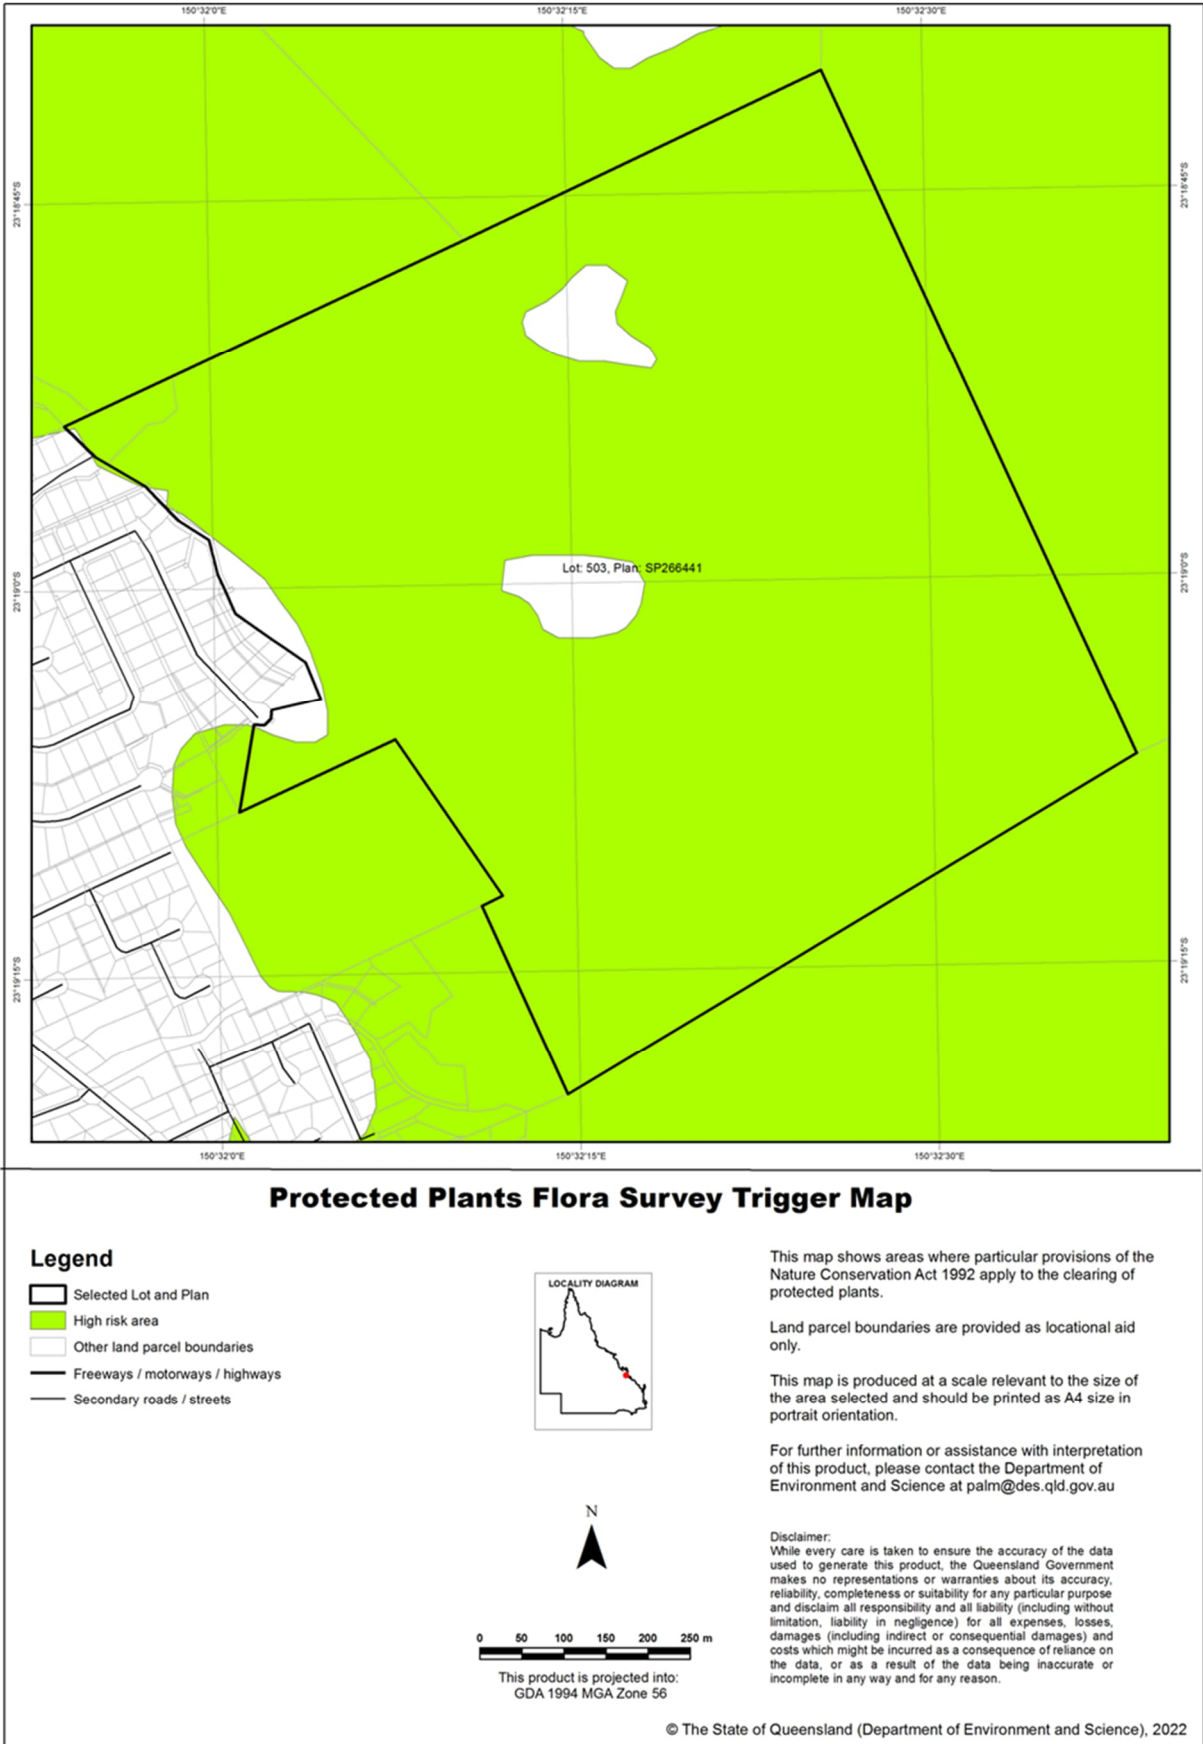 150°32'0"E
150°32'15"E
150°32'30"E
23°18'45"S
23°18'45"S
Lot: 503, Plan: SP266441
23°19'0"S
23°19'0"S
23°19'15"S
23°19'15"S
150°32'0"E
150°32'15"E
150°32'30"E
Protected Plants Flora Survey Trigger Map
Legend
Selected Lot and Plan
High risk area
Other land parcel boundaries
Freeways / motorways / highways
Secondary roads / streets
LOCALITY DIAGRAM
N
0 50 100 150 200 250 m
This product is projected into:
GDA 1994 MGA Zone 56
This map shows areas where particular provisions of the
Nature Conservation Act 1992 apply to the clearing of
protected plants.
Land parcel boundaries are provided as locational aid
only.
This map is produced at a scale relevant to the size of
the area selected and should be printed as A4 size in
portrait orientation.
For further information or assistance with interpretation
of this product, please contact the Department of
Environment and Science at palm@des.qld.gov.au
Disclaimer:
While every care is taken to ensure the accuracy of the data
used to generate this product, the Queensland Government
makes no representations or warranties about its accuracy,
reliability, completeness or suitability for any particular purpose
and disclaim all responsibility and all liability (including without
limitation, liability in negligence) for all expenses, losses,
damages (including indirect or consequential damages) and
costs which might be incurred as a consequence of reliance on
the data, or as a result of the data being inaccurate or
incomplete in any way and for any reason.
© The State of Queensland (Department of Environment and Science), 2022